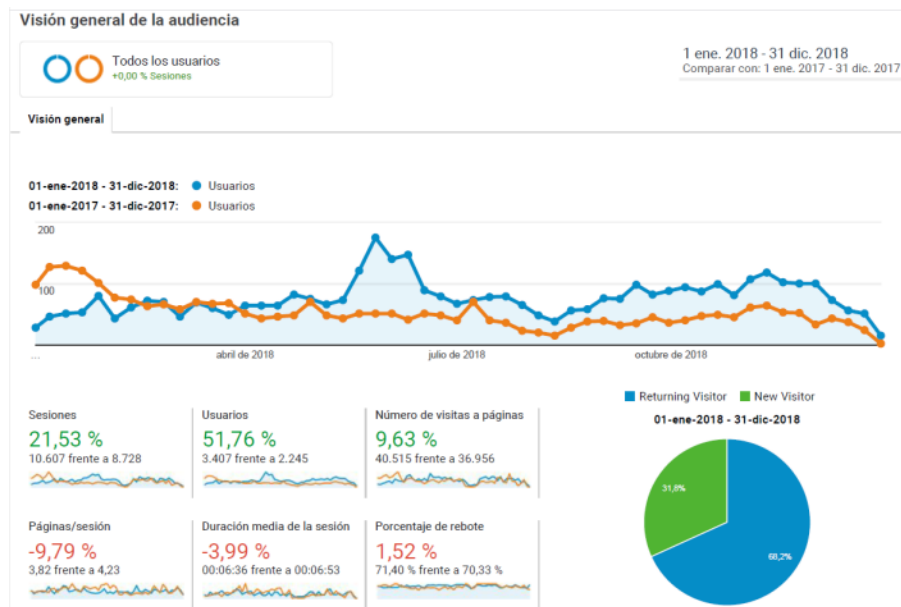 Visión general de la audiencia
Todos los usuarios
+0,00 % Sesiones
1 ene. 2018 - 31 dic. 2018
Comparar con: 1 ene. 2017 - 31 dic. 2017
Visión general
01-ene-2018 - 31-dic-2018: Usuarios
01-ene-2017 - 31-dic-2017: Usuarios
200
100
... abril de 2018 julio de 2018 octubre de 2018
Returning Visitor New Visitor
01-ene-2018 - 31-dic-2018
31,8%
68,2%
Sesiones
21,53 %
10.607 frente a 8.728
Usuarios
51,76 %
3.407 frente a 2.245
Número de visitas a páginas
9,63 %
40.515 frente a 36.956
Páginas/sesión
-9,79 %
3,82 frente a 4,23
Duración media de la sesión
-3,99 %
00:06:36 frente a 00:06:53
Porcentaje de rebote
1,52 %
71,40 % frente a 70,33 %